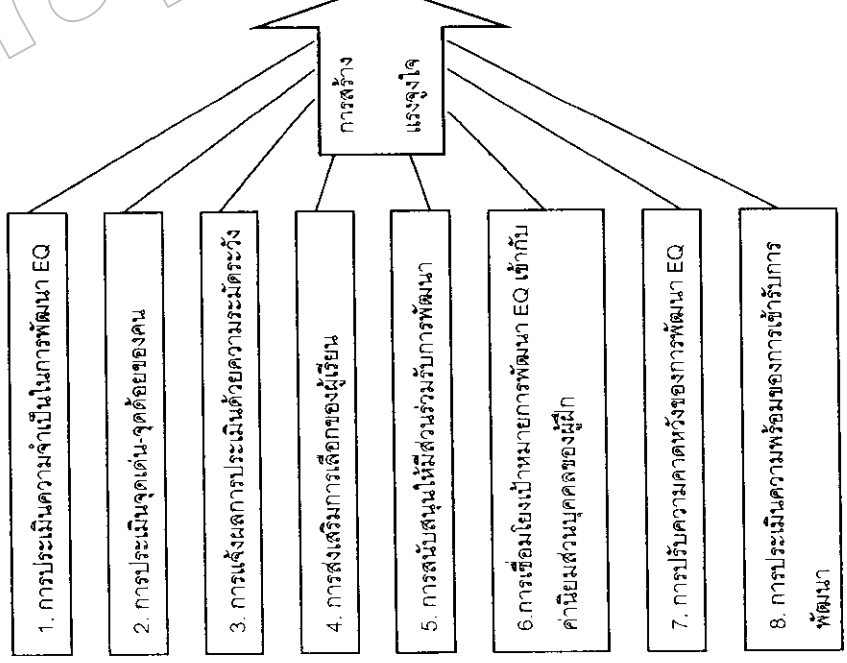 การสร้าง
แรงจูงใจ
1. การประเมินความจำเป็นในการพัฒนา EQ
2. การประเมินจุดเด่น-จุดด้อยของคน
3. การแจ้งผลการประเมินด้วยความระมัดระวัง
4. การส่งเสริมการเลือกของผู้เรียน
5. การสนับสนุนให้มีส่วนร่วมรับการพัฒนา
6.การเชื่อมโยงเป้าหมายการพัฒนา EQ เข้ากับ
ค่านิยมส่วนบุคคลของผู้ฝึก
7. การปรับความคาดหวังของการพัฒนา EQ
8. การประเมินความพร้อมของการเข้ารับการ
พัฒนา